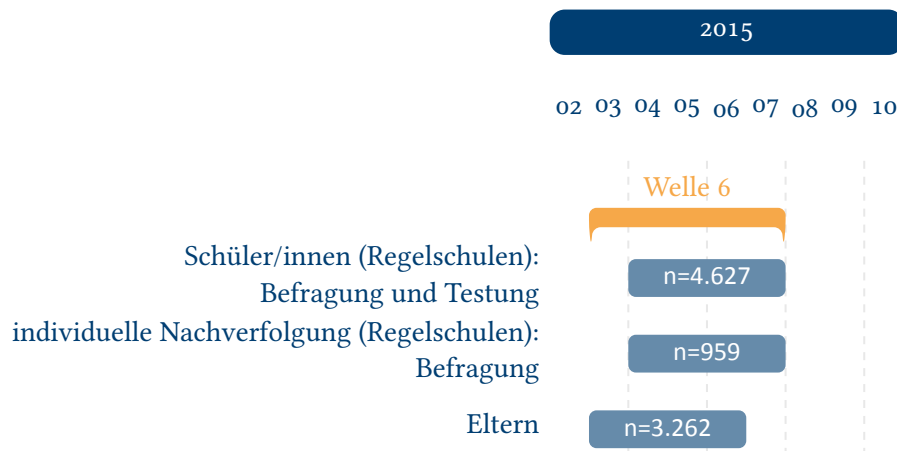 2015
02 03 04 05 06 07 08 09 10
Welle 6
Schüler/innen (Regelschulen):
Befragung und Testung
n=4.627
individuelle Nachverfolgung (Regelschulen):
Befragung
n=959
Eltern
n=3.262